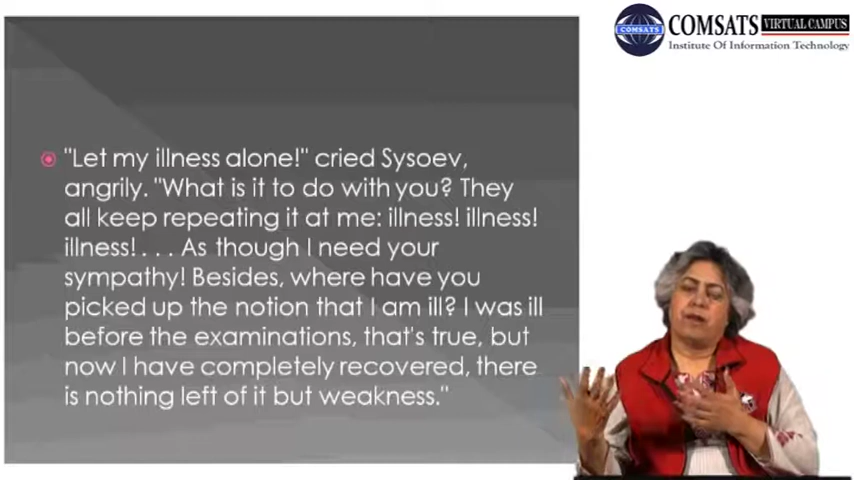 COMSATS VIRTUAL CAMPUS
COMSATS
Institute Of Information Technology
"Let my illness alone!" cried Sysoev,
angrily. "What is it to do with you? They
all keep repeating it at me: illness! illness!
illness! . . . As though I need your
sympathy! Besides, where have you
picked up the notion that I am ill? I was ill
before the examinations, that's true, but
now I have completely recovered, there
is nothing left of it but weakness."